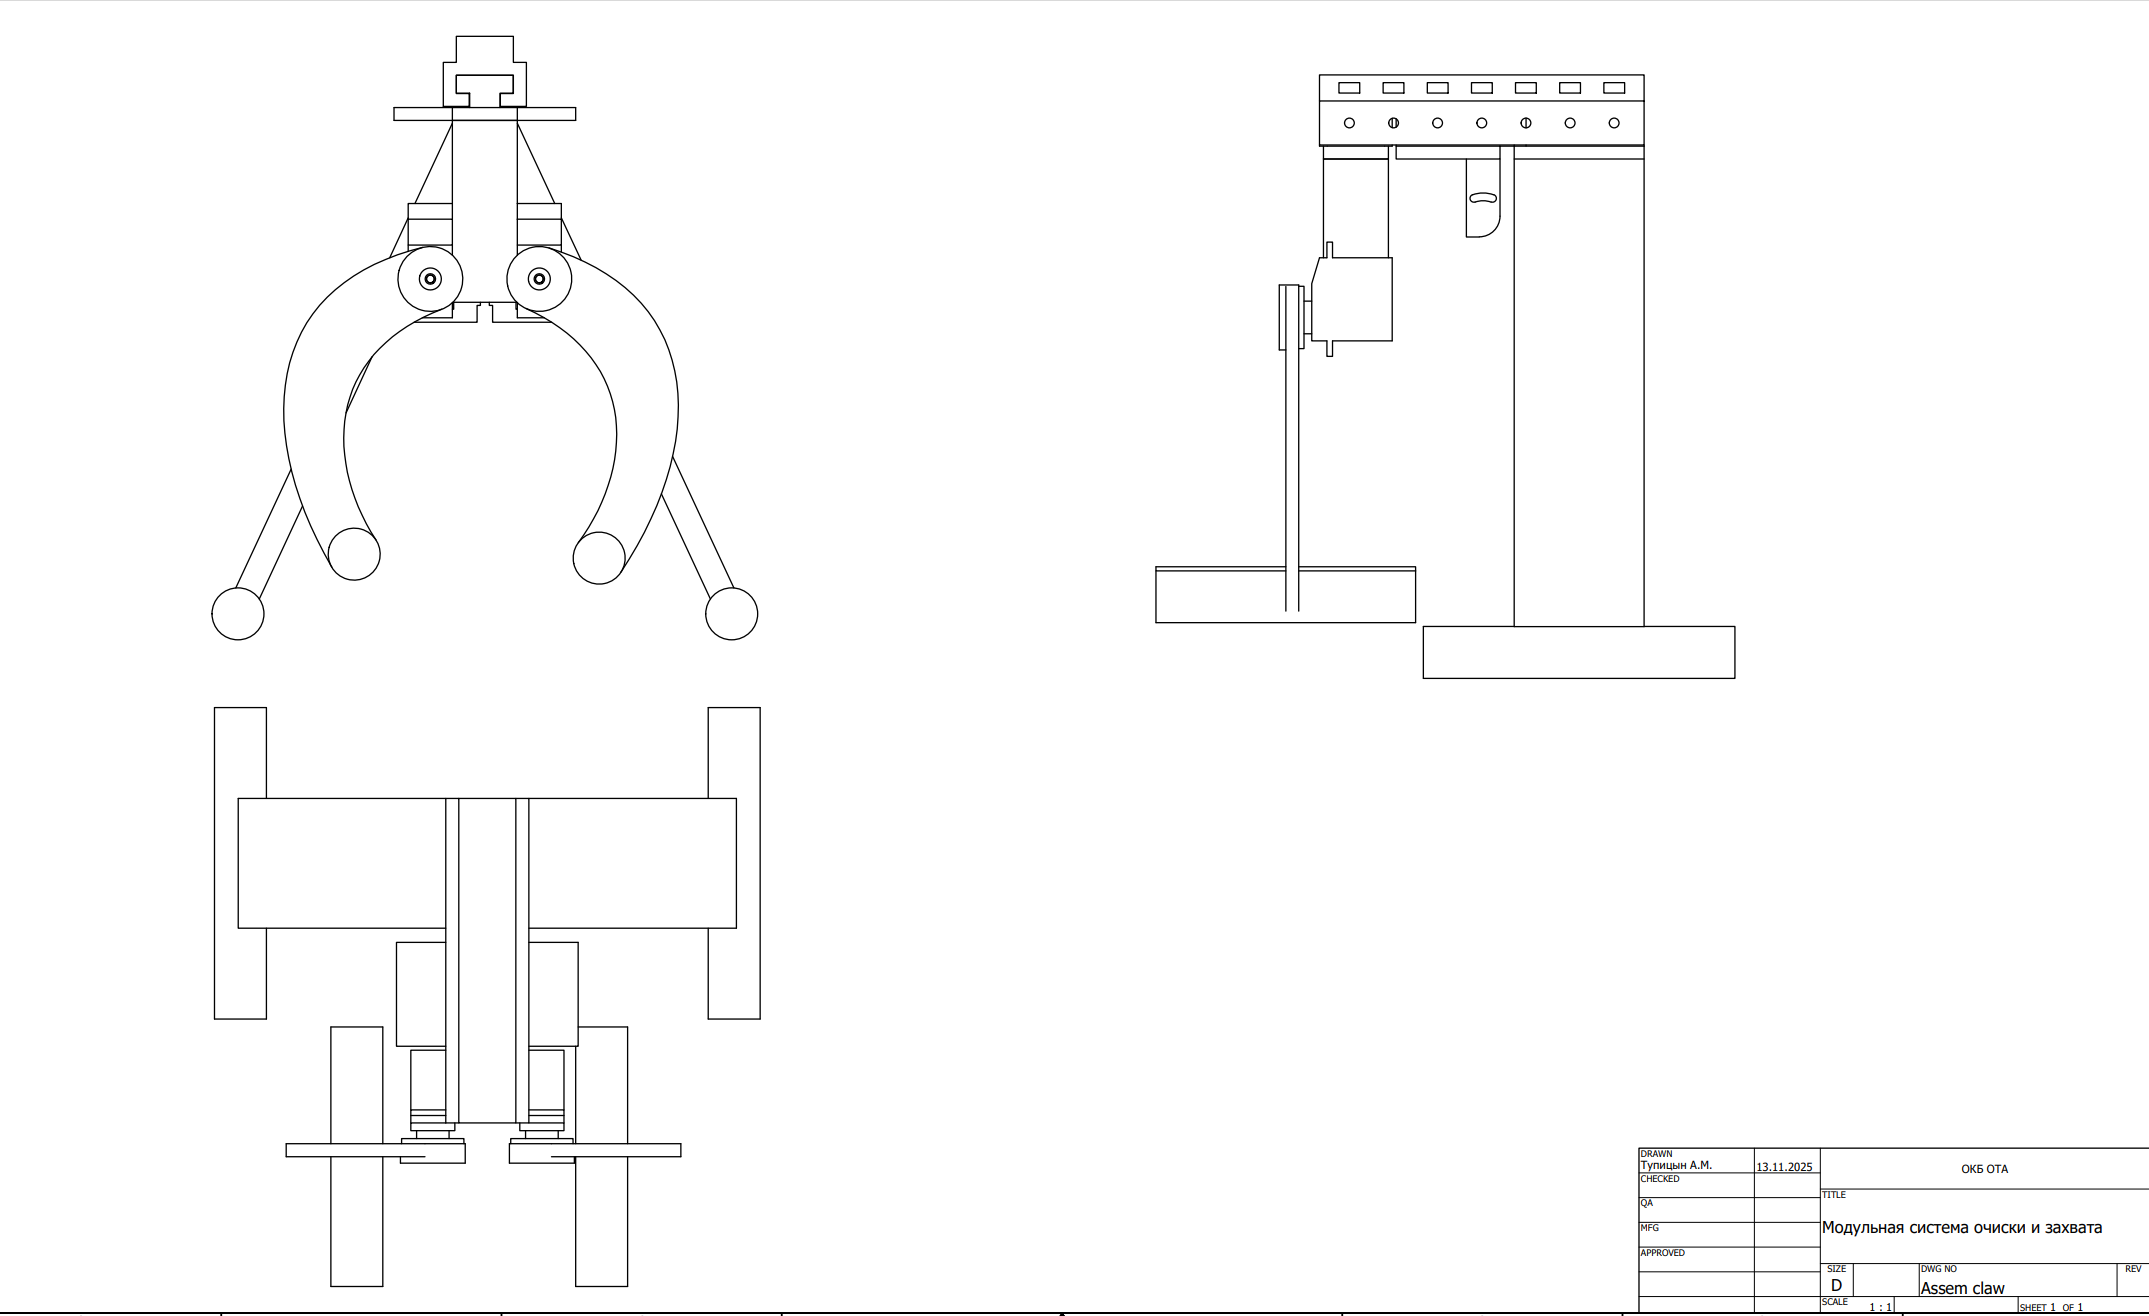 DRAWN
Тупицын А.М.
13.11.2025
CHECKED
QA
MFG
APPROVED
ОКБ ОТА
TITLE
Модульная система очиски и захвата
SIZE
D
DWG NO
Assem claw
REV
SCALE
1 : 1
SHEET 1 OF 1